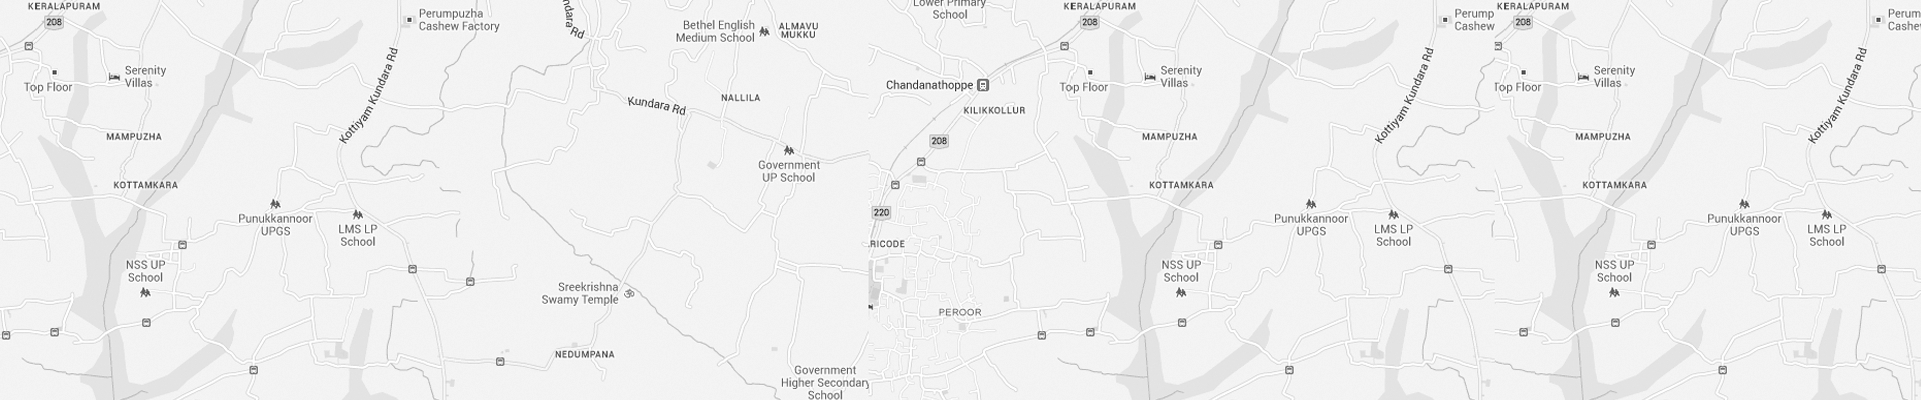 KERALAPURAM
208
Perumpuzha
Cashew Factory
Top Floor
Serenity
Villas
MAMPUZHA
Kottiyam Kundara Rd
KOTTAMKARA
Punukkannoor
UPGS
LMS LP
School
NSS UP
School
Rd
Bethel English
Medium School
ALMAVU
MUKKU
Kundara Rd
NALLILA
Government
UP School
Sreekrishna
Swamy Temple
NEDUMPANA
Government
Higher Secondary
School
Lower Primary
School
KERALAPURAM
208
Chandanathoppe
KILIKKOLLUR
208
220
RICODE
PEROOR
Top Floor
Serenity
Villas
MAMPUZHA
KOTTAMKARA
Perump
Cashew
Kottiyam Kundara Rd
Punukkannoor
UPGS
LMS LP
School
NSS UP
School
KERALAPURAM
208
Top Floor
Serenity
Villas
MAMPUZHA
KOTTAMKARA
Perump
Cashe
Kottiyam Kundara Rd
Punukkannoor
UPGS
LMS LP
School
NSS UP
School